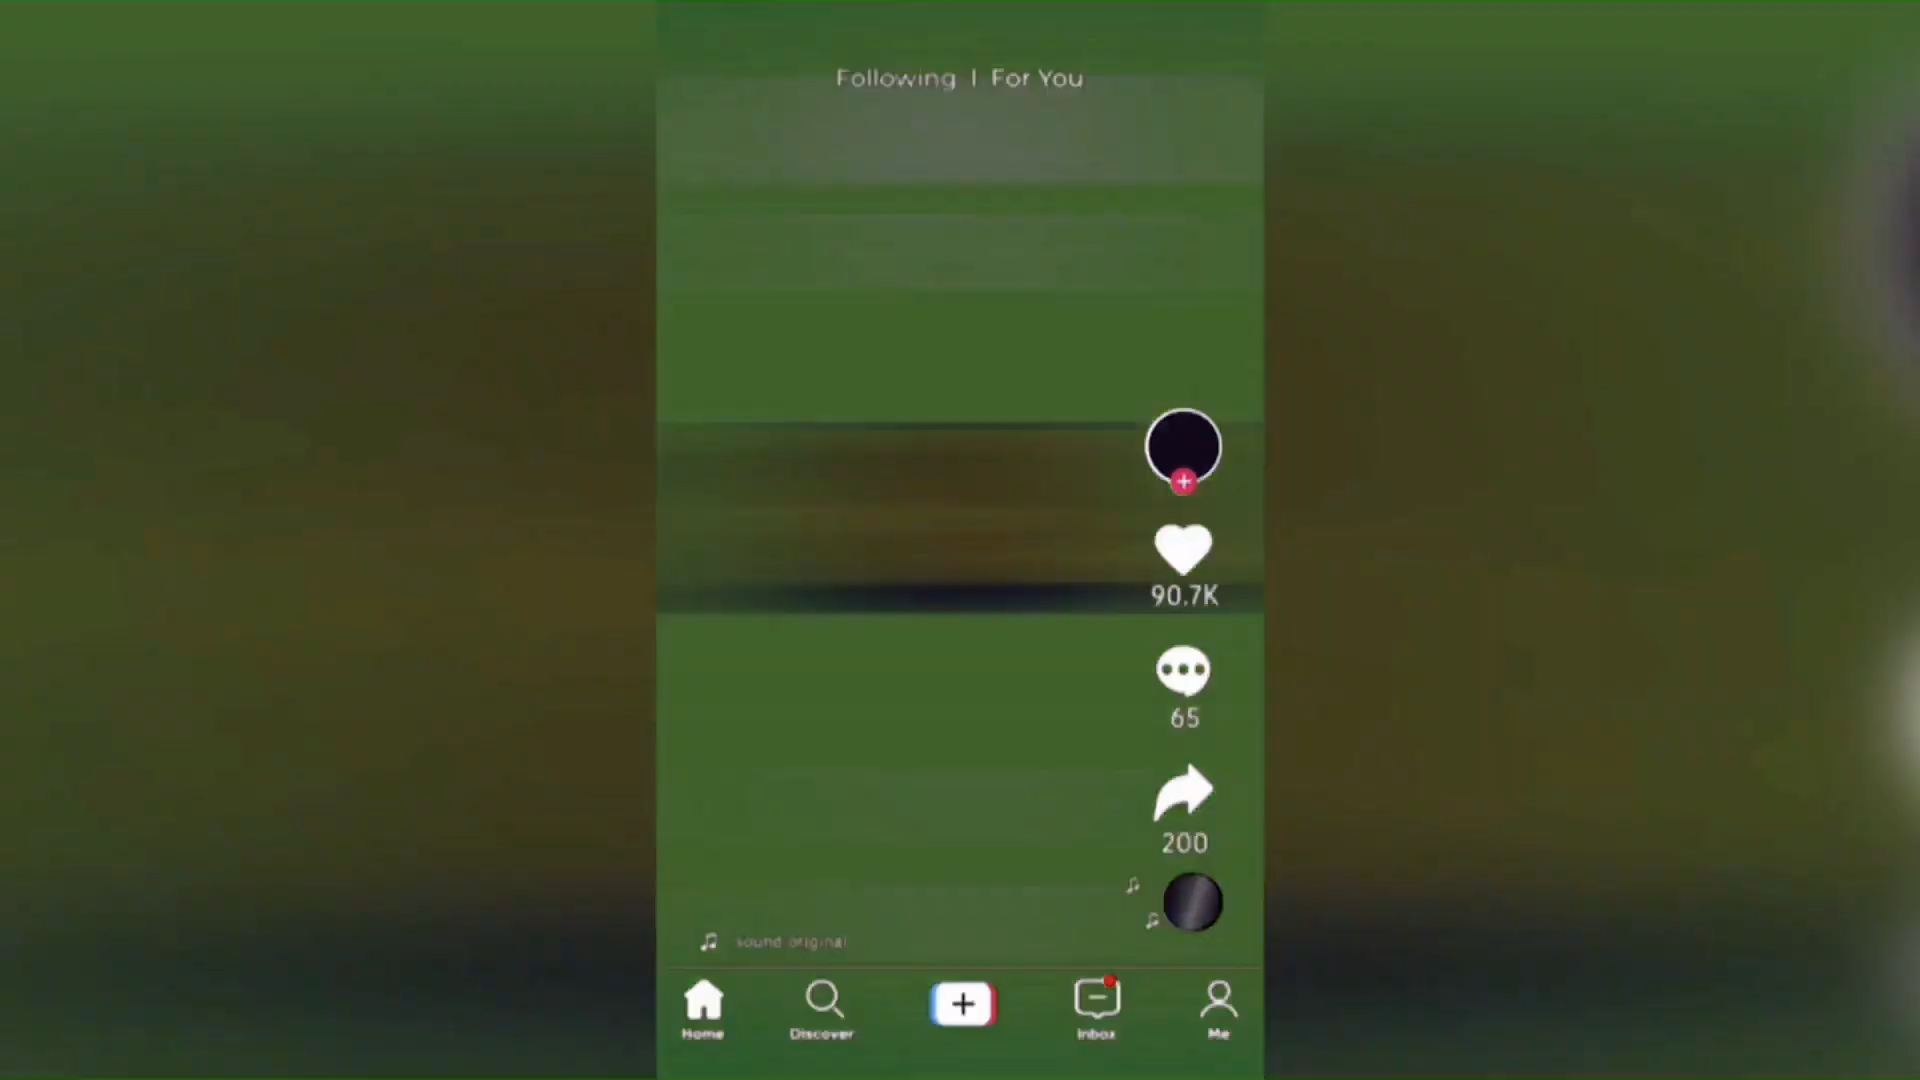 Following | For You
90.7K
65
200
sound original
Home
Discover
Inbox
Me